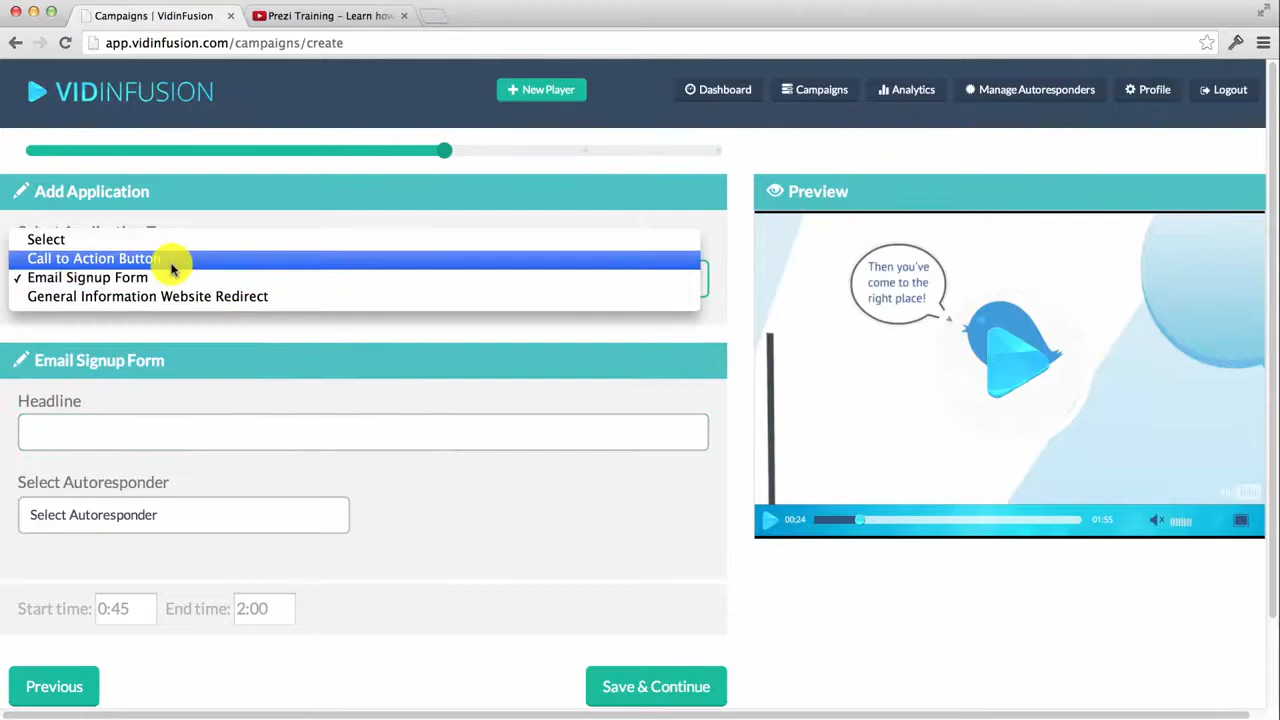 Campaigns | VidinFusion
Prezi Training – Learn how
app.vidinfusion.com/campaigns/create
VIDINFUSION
New Player
Dashboard
Campaigns
Analytics
Manage Autoresponders
Profile
Logout
Add Application
Select
Call to Action Button
✓ Email Signup Form
General Information Website Redirect
Email Signup Form
Headline
Select Autoresponder
Select Autoresponder
Start time: 0:45 End time: 2:00
Previous
Save & Continue
Preview
Then you've
come to the
right place!
YouTube
00:24
01:55